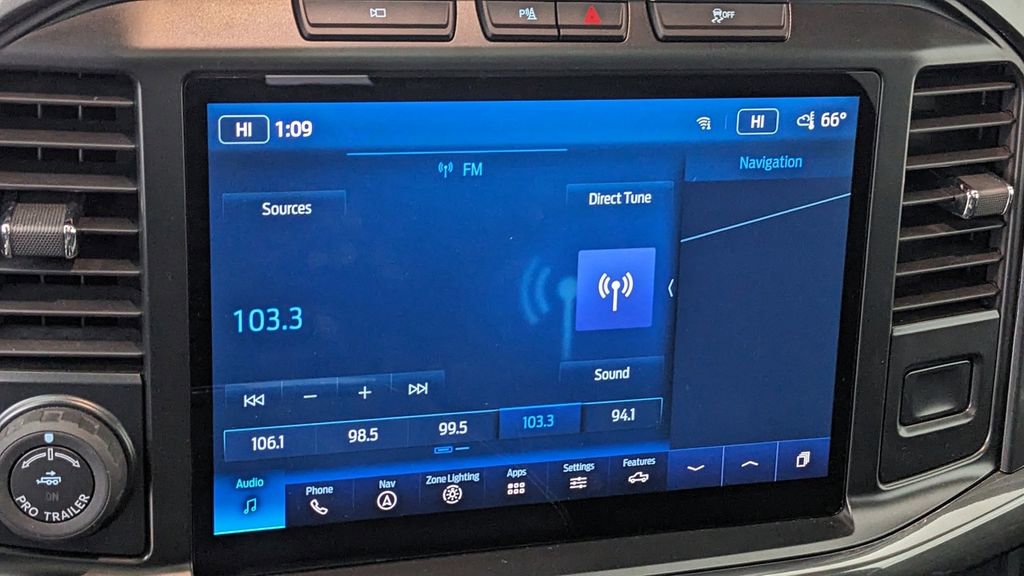 P
OFF
HI 1:09
HI 66°
FM
Navigation
Sources
Direct Tune
103.3
Sound
106.1 98.5 99.5 103.3 94.1
Audio Phone Nav Zone Lighting Apps Settings Features
ON
PRO TRAILER